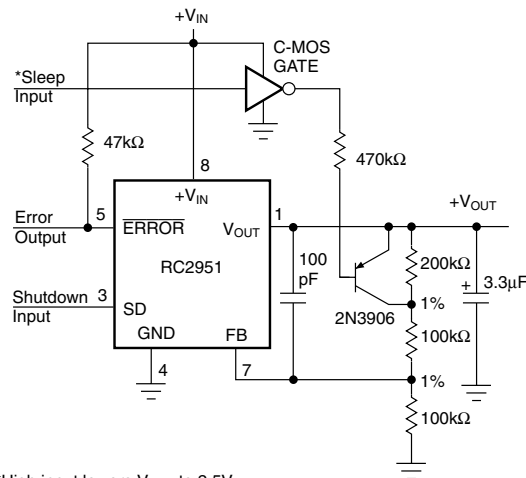 +VIN
C-MOS
GATE
*Sleep
Input
47kΩ
470kΩ
8
+VIN
Error
Output
5
ERROR
VOUT
1
+VOUT
RC2951
100
pF
200kΩ
+
3.3µF
Shutdown
Input
3
SD
2N3906
1%
100kΩ
GND
FB
4
7
1%
100kΩ